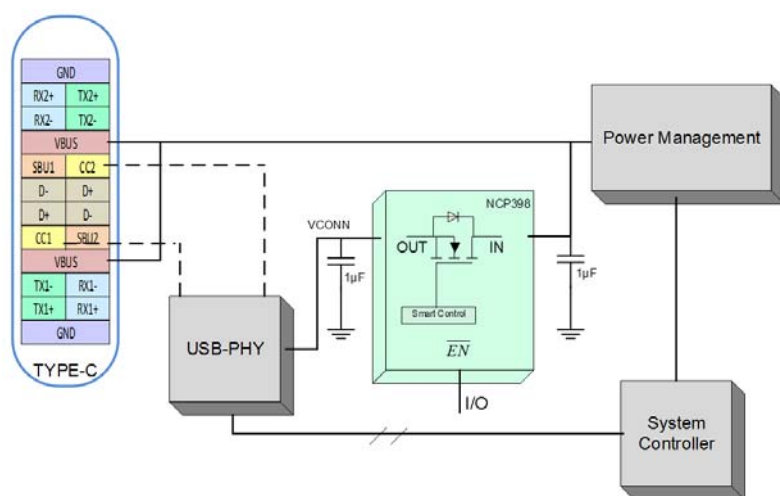 GND
RX2+ TX2+
RX2- TX2-
VBUS
SBU1 CC2
D- D+
D+ D-
CC1 SBU2
VBUS
TX1- RX1-
TX1+ RX1+
GND
TYPE-C
Power Management
NCP398
VCONN
OUT IN
1µF
1µF
Smart Control
EN
I/O
USB-PHY
System
Controller